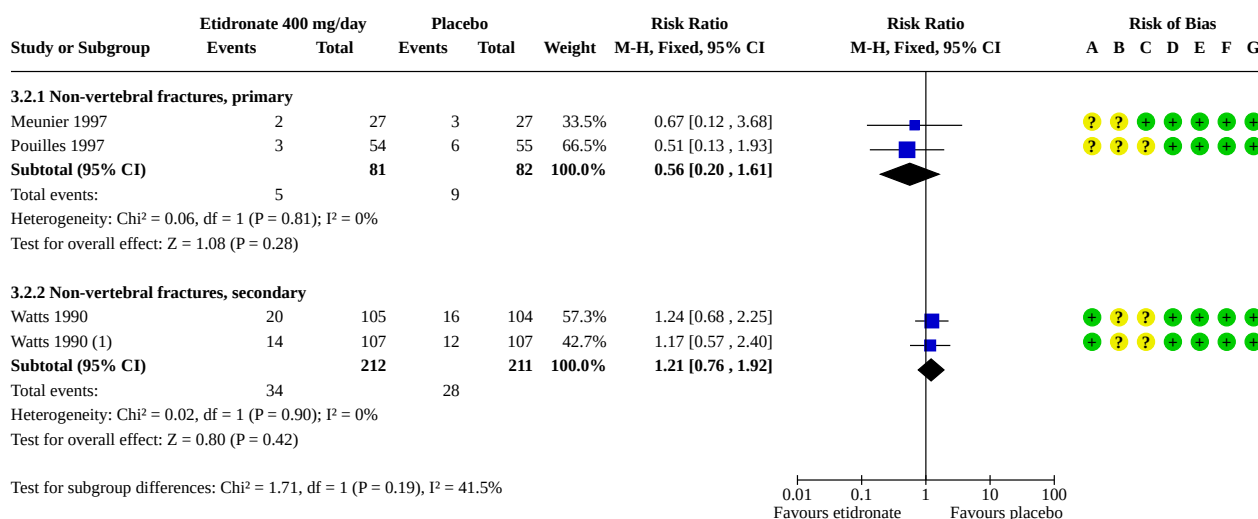 Etidronate 400 mg/day Placebo Risk Ratio Risk Ratio Risk of Bias
Study or Subgroup Events Total Events Total Weight M-H, Fixed, 95% CI M-H, Fixed, 95% CI A B C D E F G
3.2.1 Non-vertebral fractures, primary
Meunier 1997 2 27 3 27 33.5% 0.67 [0.12 , 3.68] ? ? + + + + +
Pouilles 1997 3 54 6 55 66.5% 0.51 [0.13 , 1.93] ? ? ? + + + +
Subtotal (95% CI) 81 82 100.0% 0.56 [0.20 , 1.61]
Total events: 5 9
Heterogeneity: Chi² = 0.06, df = 1 (P = 0.81); I² = 0%
Test for overall effect: Z = 1.08 (P = 0.28)
3.2.2 Non-vertebral fractures, secondary
Watts 1990 20 105 16 104 57.3% 1.24 [0.68 , 2.25] + ? ? + + + +
Watts 1990 (1) 14 107 12 107 42.7% 1.17 [0.57 , 2.40] + ? ? + + + +
Subtotal (95% CI) 212 211 100.0% 1.21 [0.76 , 1.92]
Total events: 34 28
Heterogeneity: Chi² = 0.02, df = 1 (P = 0.90); I² = 0%
Test for overall effect: Z = 0.80 (P = 0.42)
Test for subgroup differences: Chi² = 1.71, df = 1 (P = 0.19), I² = 41.5%
0.01 0.1 1 10 100
Favours etidronate Favours placebo